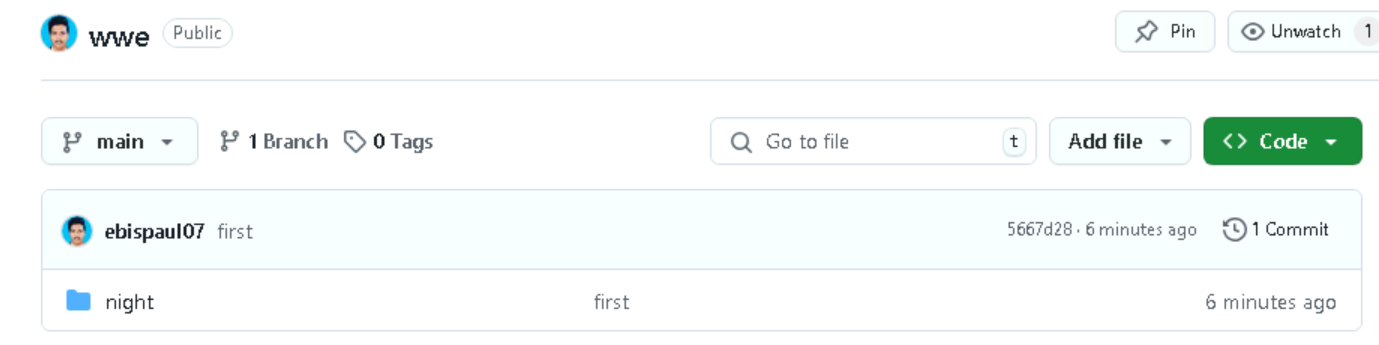 wwe Public Pin Unwatch 1
main 1 Branch 0 Tags Go to file t Add file Code
ebispaul07 first 5667d28 · 6 minutes ago 1 Commit
night first 6 minutes ago